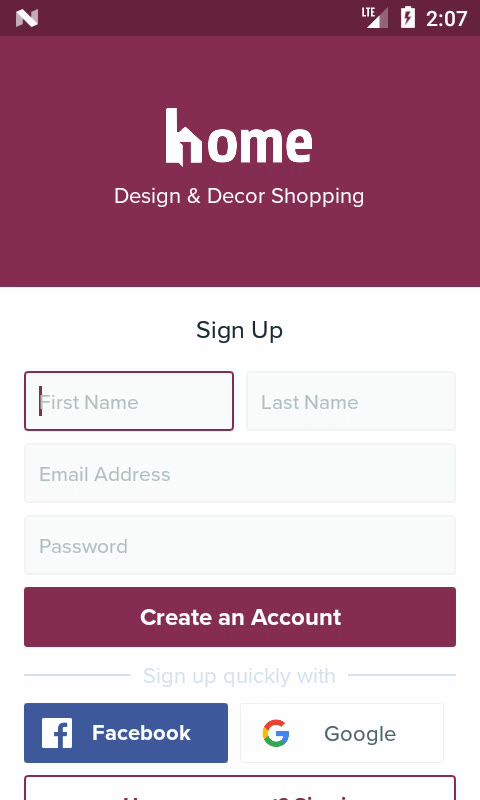 LTE 2:07
home
Design & Decor Shopping
Sign Up
First Name Last Name
Email Address
Password
Create an Account
Sign up quickly with
Facebook Google